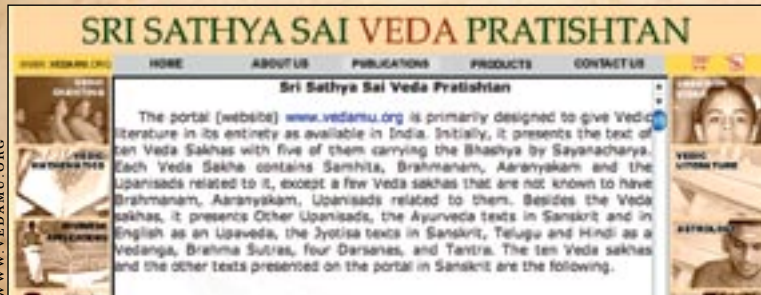 SRI SATHYA SAI VEDA PRATISHTAN
WWW.VEDAMU.ORG
HOME ABOUT US PUBLICATIONS PRODUCTS CONTACT US
Sri Sathya Sai Veda Pratishtan
The portal (website) www.vedamu.org is primarily designed to give Vedic
literature in its entirety as available in India. Initially, it presents the text of
ten Veda Sakhas with five of them carrying the Bhashya by Sayanacharya.
Each Veda Sakha contains Samhita, Brahmanam, Aaranyakam and the
Upanisads related to it, except a few Veda sakhas that are not known to have
Brahmanam, Aaranyakam, Upanisads related to them. Besides the Veda
sakhas, it presents Other Upanisads, the Ayurveda texts in Sanskrit and in
English as an Upaveda, the Jyotisa texts in Sanskrit, Telugu and Hindi as a
Vedanga, Brahma Sutras, four Darsanas, and Tantra. The ten Veda sakhas
and the other texts presented on the portal in Sanskrit are the following.
VEDIC
MATHEMATICS
VEDIC
LITERATURE
ASTROLOGY
WWW.VEDAMU.ORG